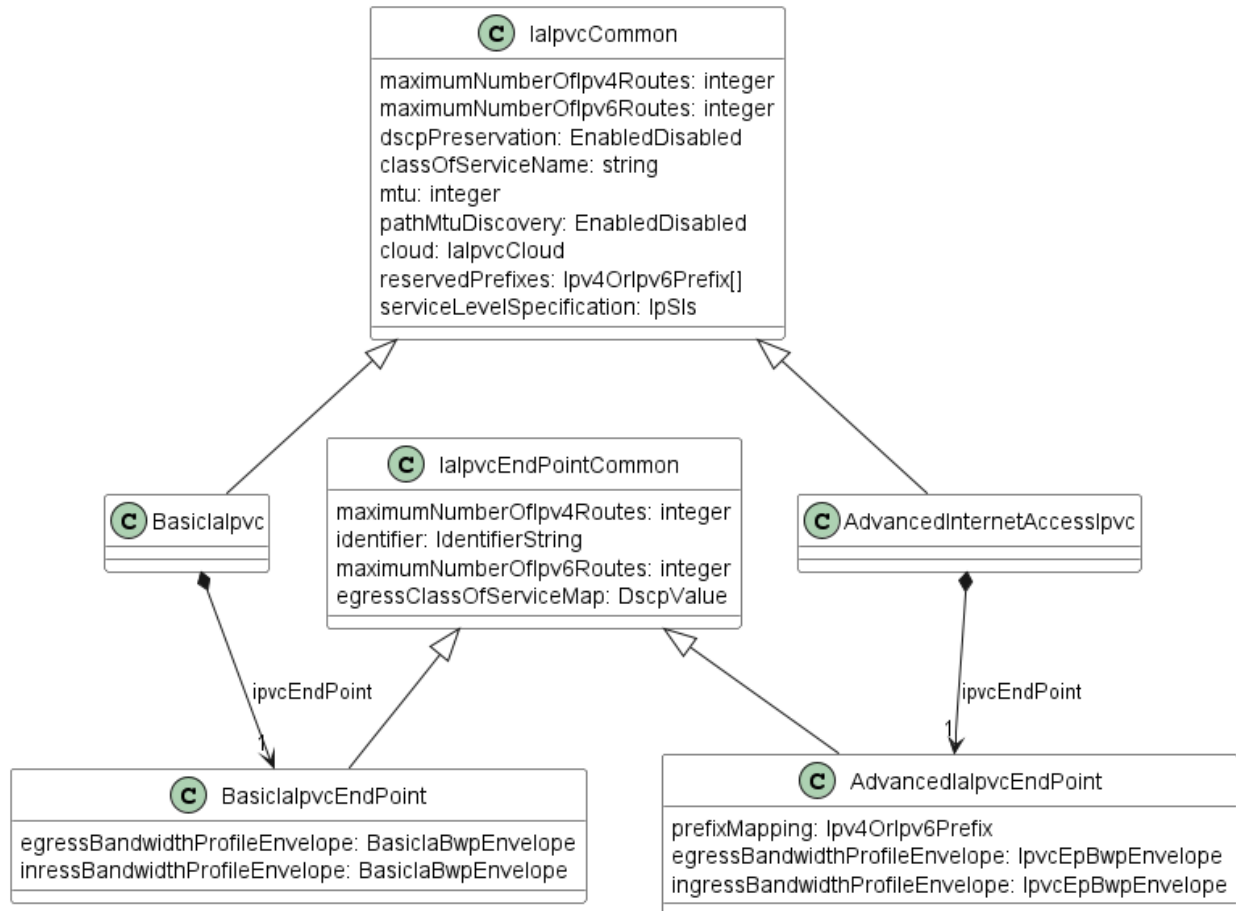 C IaIpvcCommon
maximumNumberOfIpv4Routes: integer
maximumNumberOfIpv6Routes: integer
dscpPreservation: EnabledDisabled
classOfServiceName: string
mtu: integer
pathMtuDiscovery: EnabledDisabled
cloud: IaIpvcCloud
reservedPrefixes: Ipv4OrIpv6Prefix[]
serviceLevelSpecification: IpSls
C IaIpvcEndPointCommon
maximumNumberOfIpv4Routes: integer
identifier: IdentifierString
maximumNumberOfIpv6Routes: integer
egressClassOfServiceMap: DscpValue
C BasicIaIpvc
C AdvancedInternetAccessIpvc
ipvcEndPoint
1
ipvcEndPoint
1
C BasicIaIpvcEndPoint
egressBandwidthProfileEnvelope: BasicIaBwpEnvelope
inressBandwidthProfileEnvelope: BasicIaBwpEnvelope
C AdvancedIaIpvcEndPoint
prefixMapping: Ipv4OrIpv6Prefix
egressBandwidthProfileEnvelope: IpvcEpBwpEnvelope
ingressBandwidthProfileEnvelope: IpvcEpBwpEnvelope